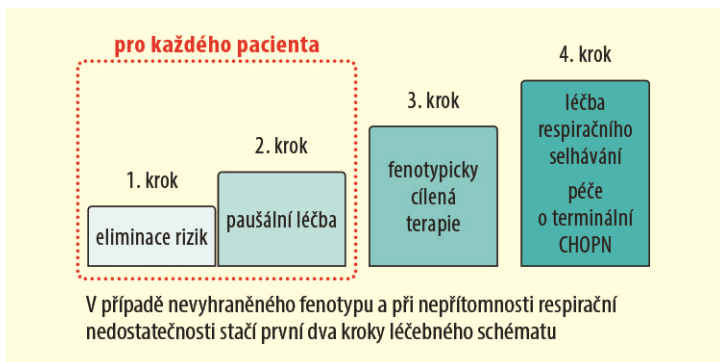 pro každého pacienta
1. krok
eliminace rizik
2. krok
paušální léčba
3. krok
fenotypicky
cílená
terapie
4. krok
léčba
respiračního
selhávání
péče
o terminální
CHOPN
V případě nevyhraněného fenotypu a při nepřítomnosti respirační
nedostatečnosti stačí první dva kroky léčebného schématu